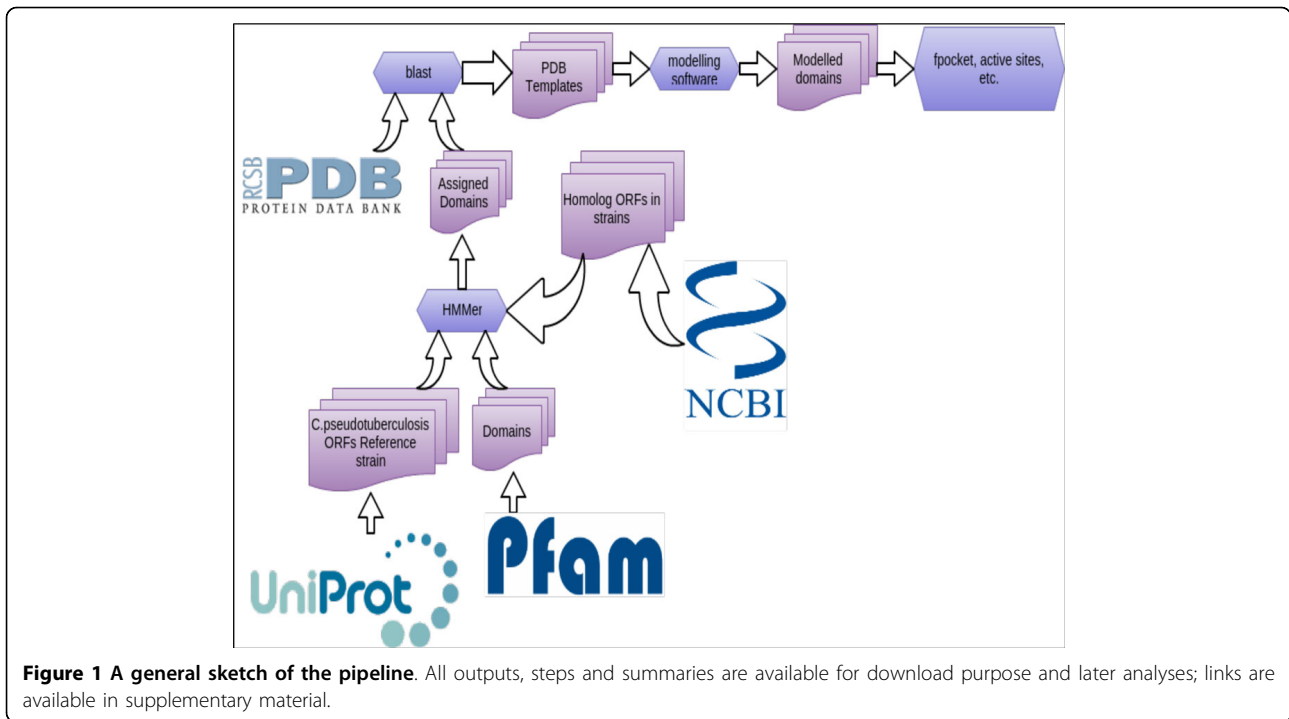 blast
PDB
Templates
modelling
software
Modelled
domains
fpocket, active sites,
etc.
RCSB
PDB
PROTEIN DATA BANK
Assigned
Domains
Homolog ORFs in
strains
HMMer
NCBI
C.pseudotuberculosis
ORFs Reference
strain
Domains
UniProt
Pfam
Figure 1 A general sketch of the pipeline. All outputs, steps and summaries are available for download purpose and later analyses; links are
available in supplementary material.